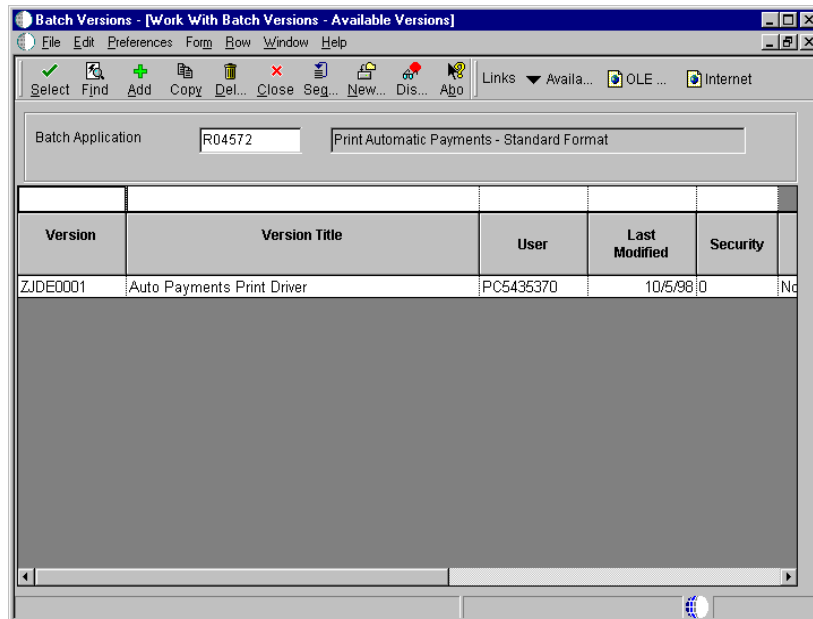 Batch Versions - [Work With Batch Versions - Available Versions]
File Edit Preferences Form Row Window Help
Select Find Add Copy Del... Close Seq... New... Dis... Abo Links Availa... OLE ... Internet
Batch Application R04572 Print Automatic Payments - Standard Format
Version Version Title User Last Modified Security
ZJDE0001 Auto Payments Print Driver PC5435370 10/5/98 0 No